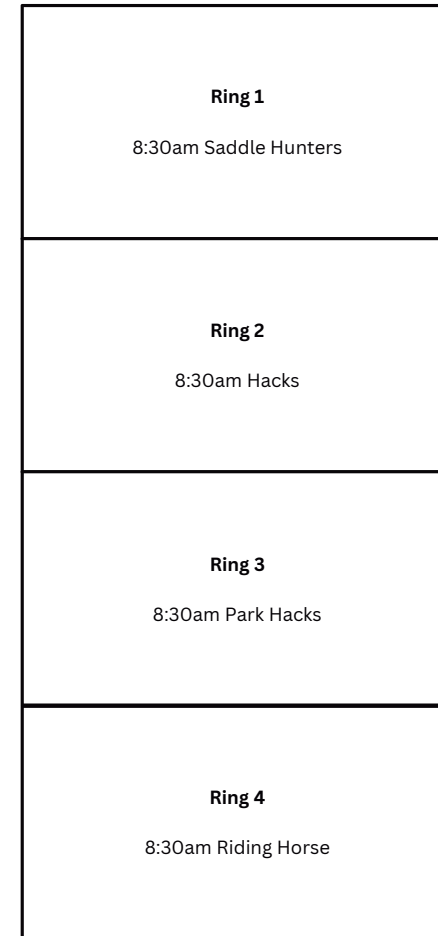 Ring 1
8:30am Saddle Hunters
Ring 2
8:30am Hacks
Ring 3
8:30am Park Hacks
Ring 4
8:30am Riding Horse